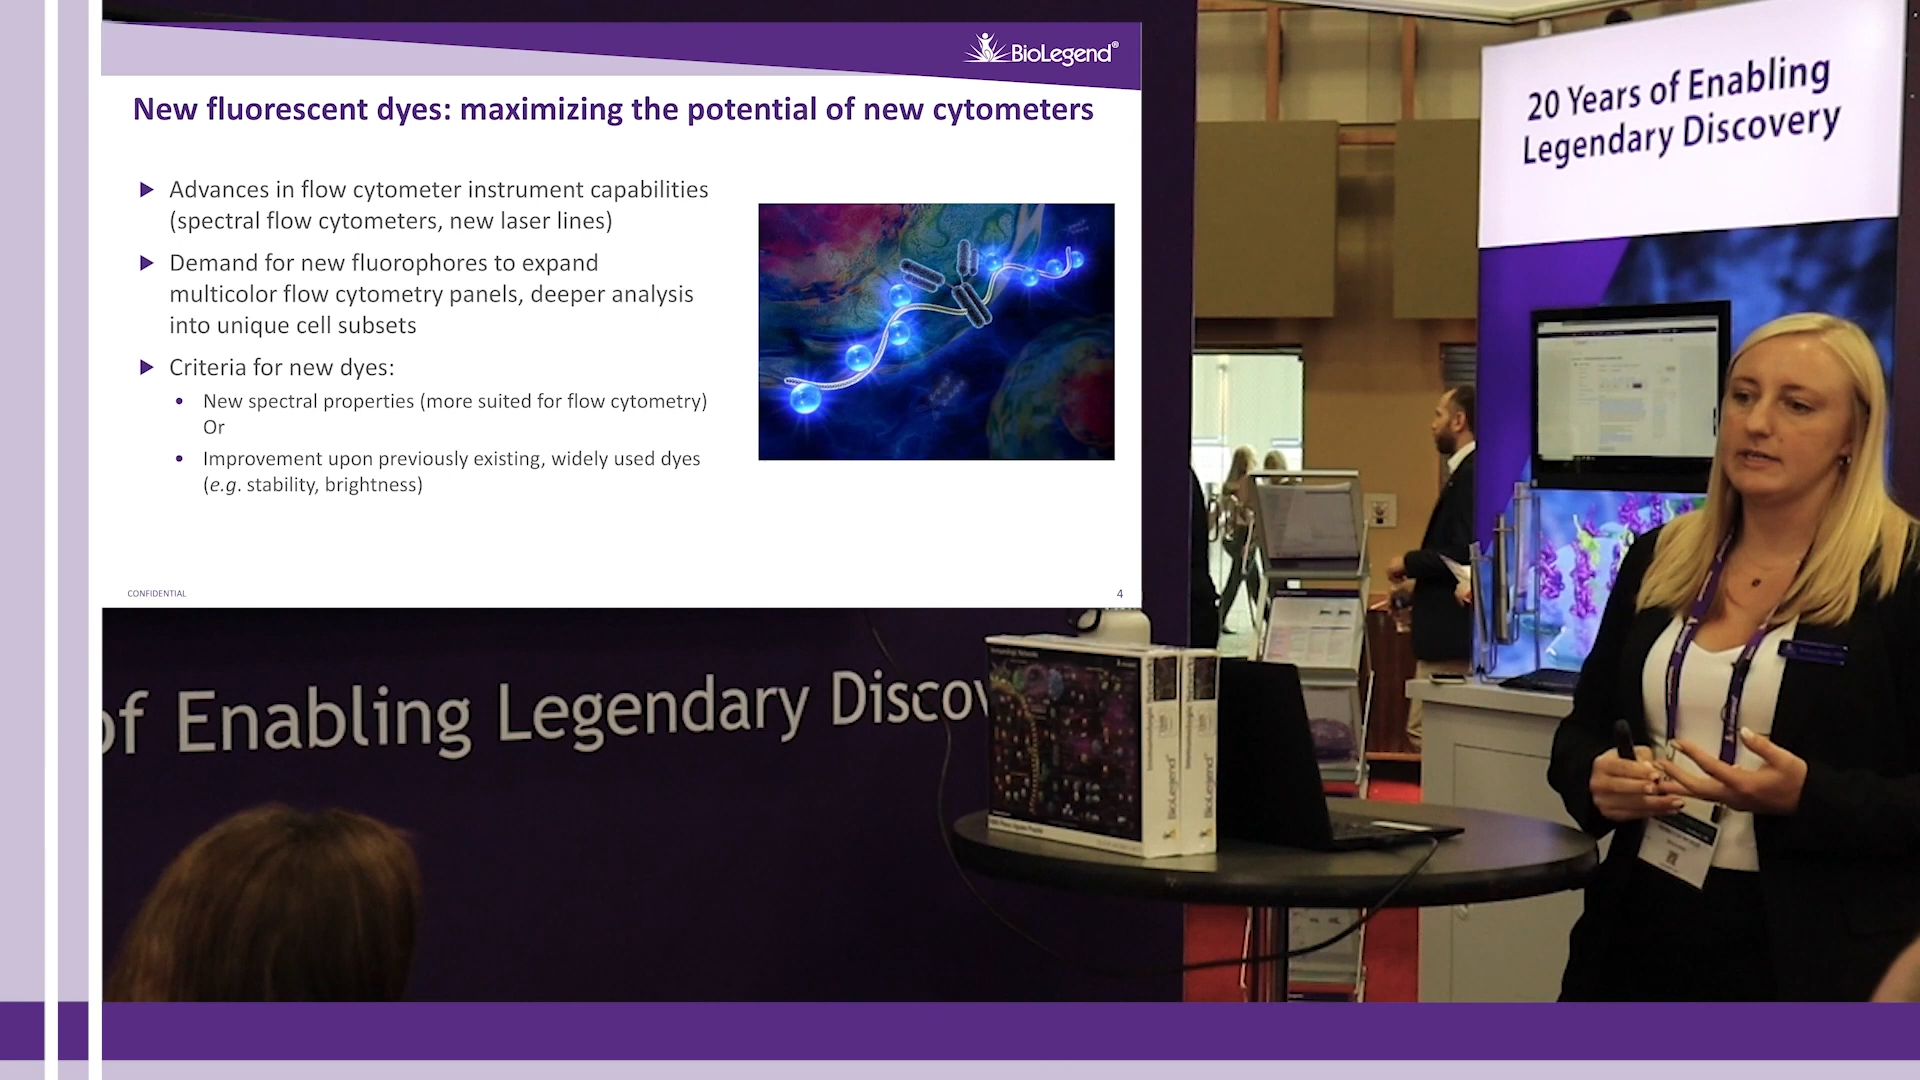 BioLegend®
New fluorescent dyes: maximizing the potential of new cytometers
Advances in flow cytometer instrument capabilities
(spectral flow cytometers, new laser lines)
Demand for new fluorophores to expand
multicolor flow cytometry panels, deeper analysis
into unique cell subsets
Criteria for new dyes:
New spectral properties (more suited for flow cytometry)
Or
Improvement upon previously existing, widely used dyes
(e.g. stability, brightness)
CONFIDENTIAL
4
20 Years of Enabling
Legendary Discovery
of Enabling Legendary Discov
BioLegend
BioLegend